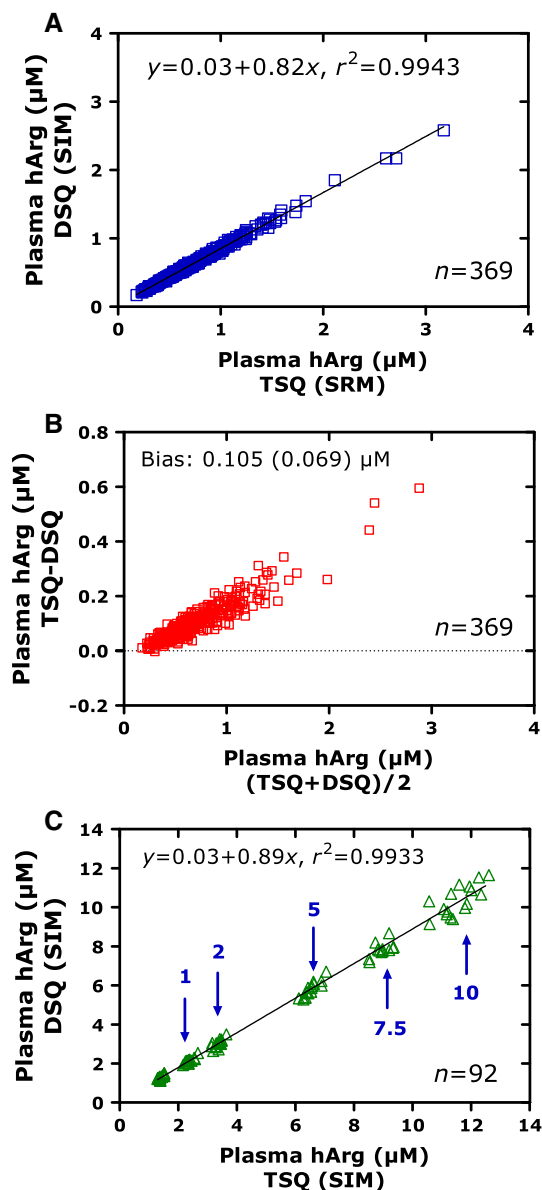 A
y=0.03+0.82x, r²=0.9943
n=369
4
3
2
1
0
0 1 2 3 4
Plasma hArg (µM)
DSQ (SIM)
Plasma hArg (µM)
TSQ (SRM)
B
Bias: 0.105 (0.069) µM
n=369
0.8
0.6
0.4
0.2
0.0
-0.2
0 1 2 3 4
Plasma hArg (µM)
TSQ-DSQ
Plasma hArg (µM)
(TSQ+DSQ)/2
C
y=0.03+0.89x, r²=0.9933
1
2
5
7.5
10
n=92
14
12
10
8
6
4
2
0
0 2 4 6 8 10 12 14
Plasma hArg (µM)
DSQ (SIM)
Plasma hArg (µM)
TSQ (SIM)